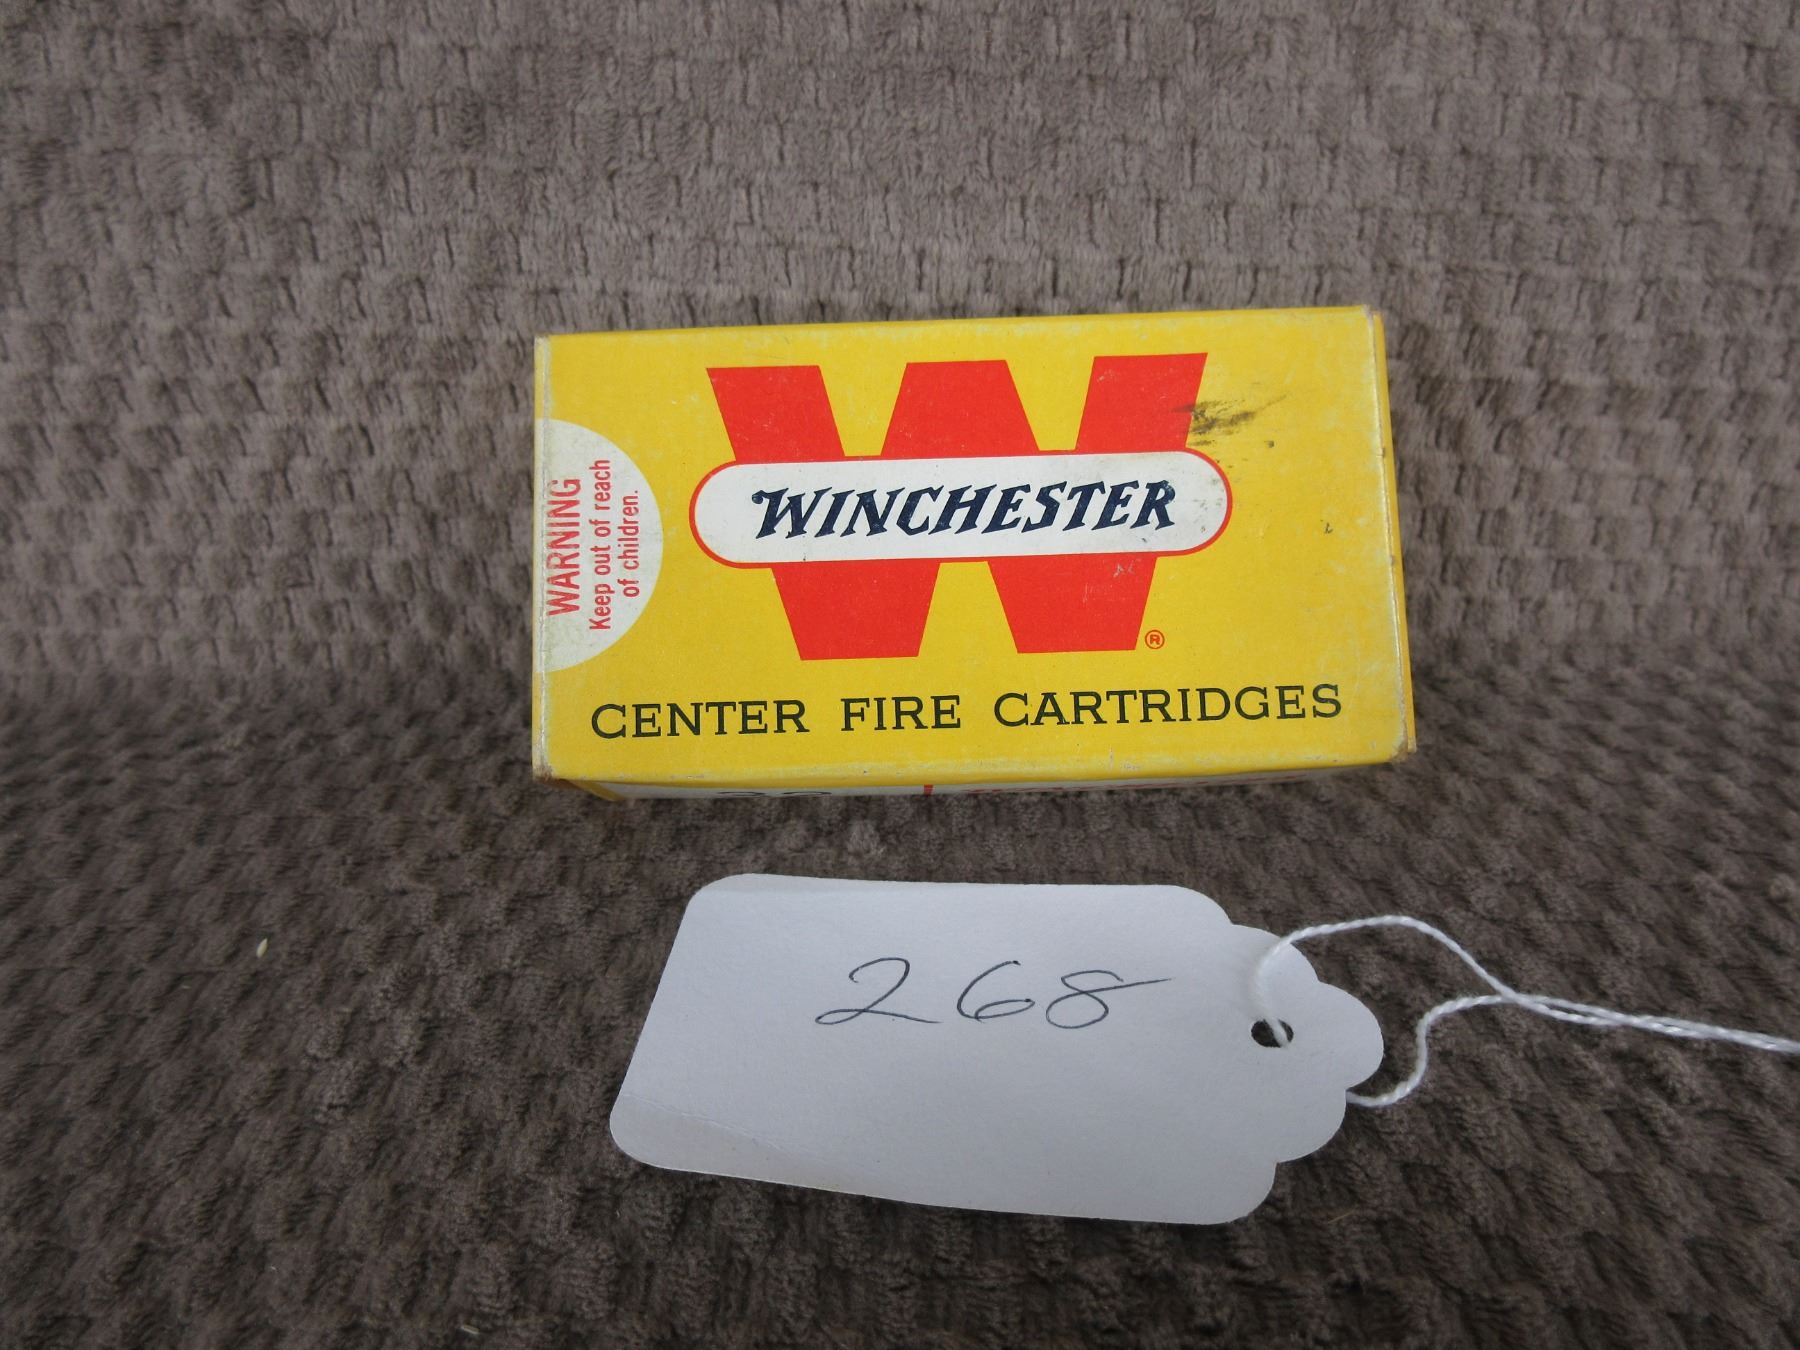 WINCHESTER
®
WARNING
Keep out of reach
of children.
CENTER FIRE CARTRIDGES
268